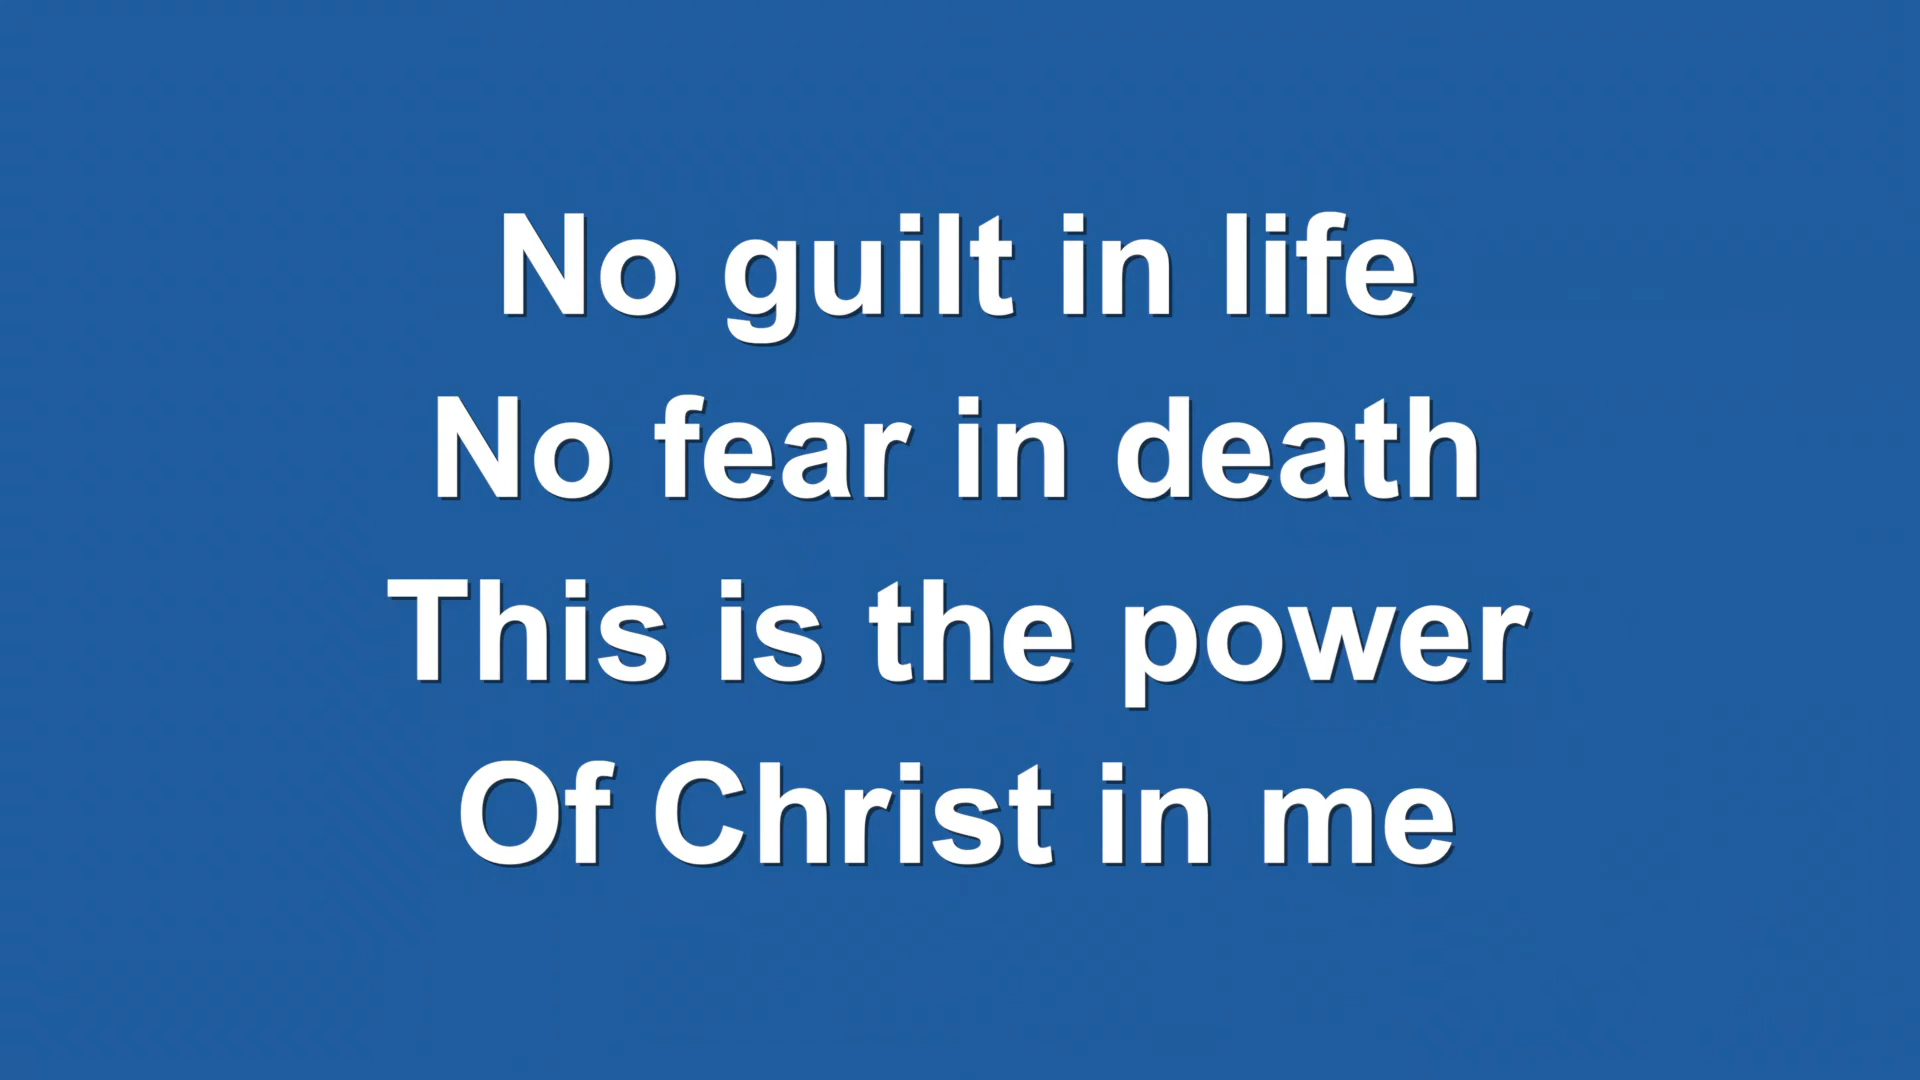 No guilt in life
No fear in death
This is the power
Of Christ in me